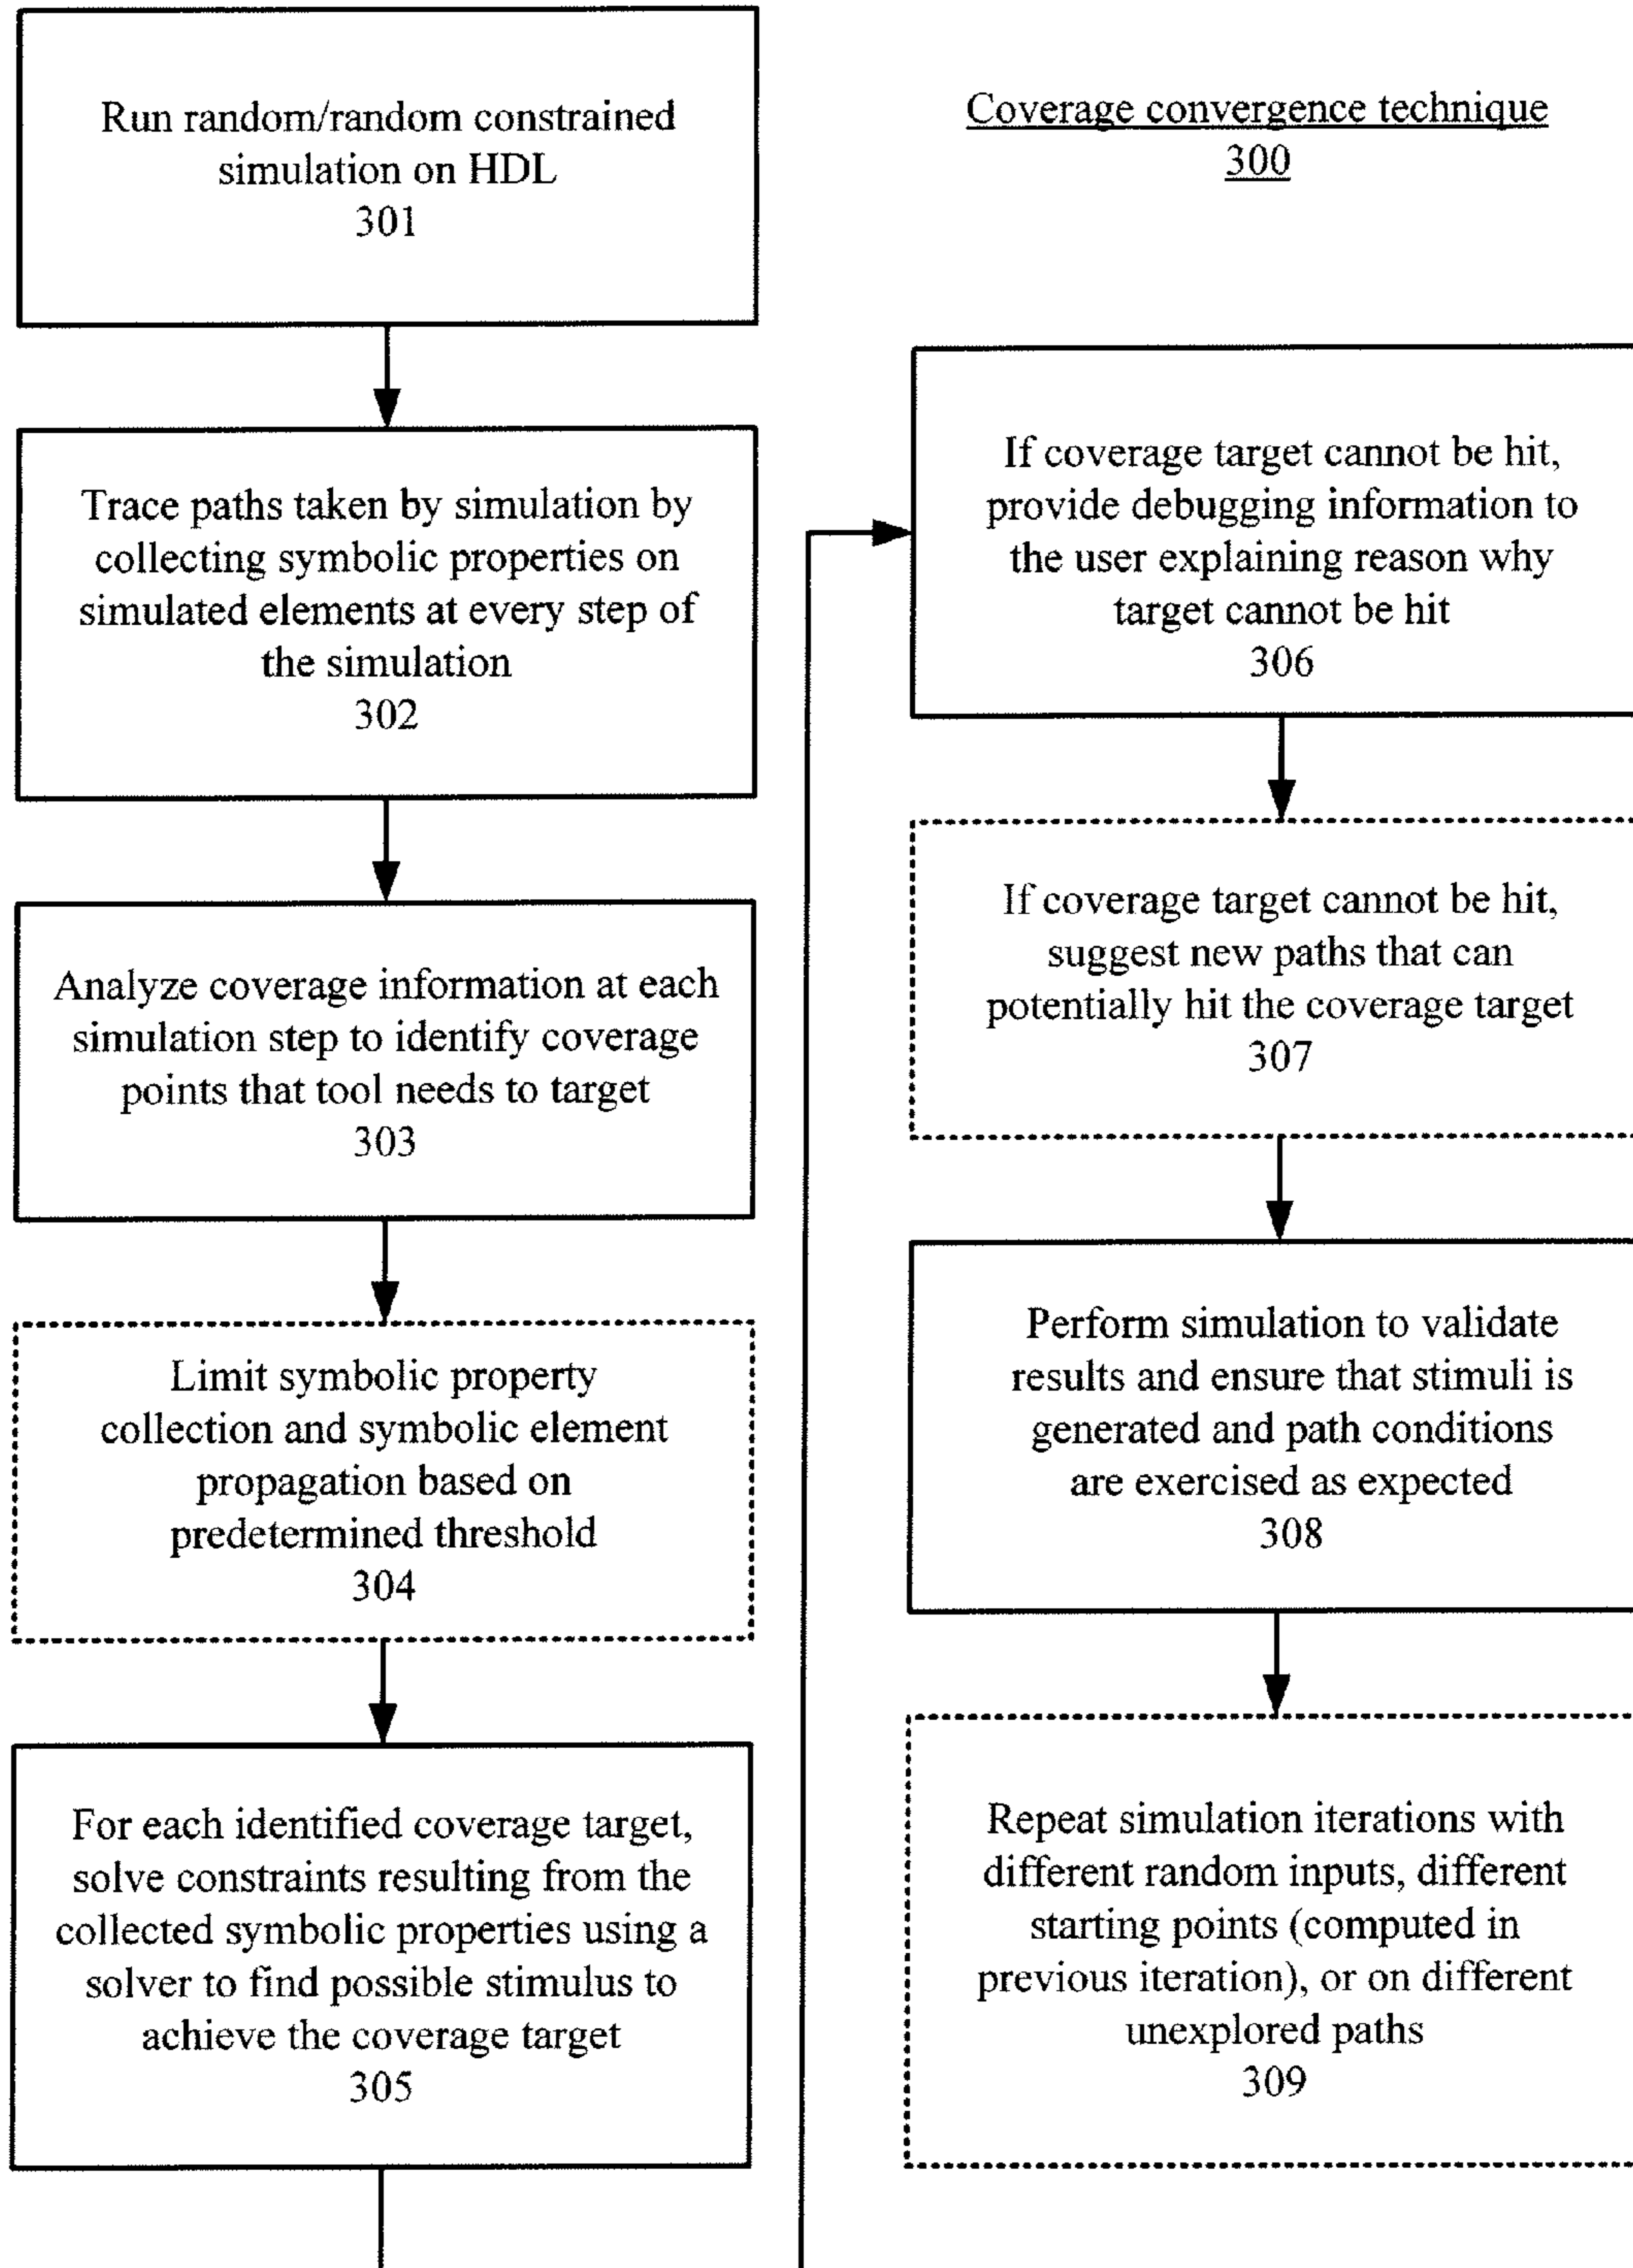 Coverage convergence technique
300
Run random/random constrained
simulation on HDL
301
Trace paths taken by simulation by
collecting symbolic properties on
simulated elements at every step of
the simulation
302
Analyze coverage information at each
simulation step to identify coverage
points that tool needs to target
303
Limit symbolic property
collection and symbolic element
propagation based on
predetermined threshold
304
For each identified coverage target,
solve constraints resulting from the
collected symbolic properties using a
solver to find possible stimulus to
achieve the coverage target
305
If coverage target cannot be hit,
provide debugging information to
the user explaining reason why
target cannot be hit
306
If coverage target cannot be hit,
suggest new paths that can
potentially hit the coverage target
307
Perform simulation to validate
results and ensure that stimuli is
generated and path conditions
are exercised as expected
308
Repeat simulation iterations with
different random inputs, different
starting points (computed in
previous iteration), or on different
unexplored paths
309